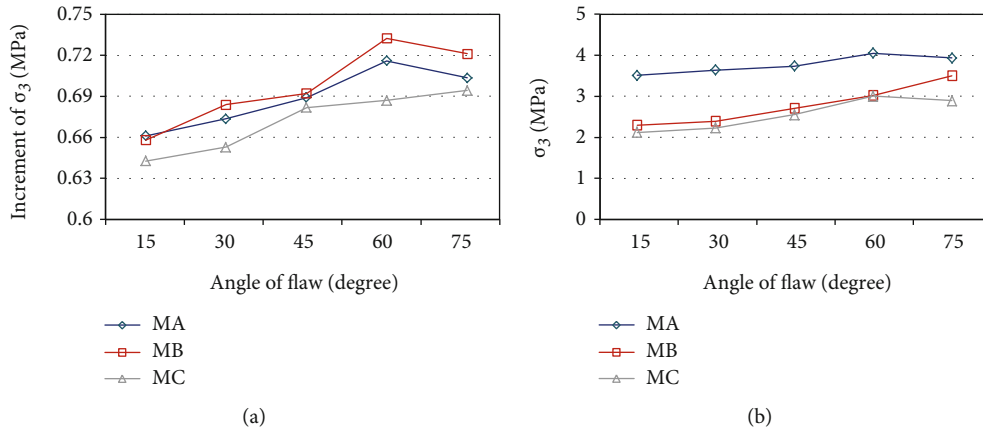 0.75
0.72
0.69
0.66
0.63
0.6
Increment of σ3 (MPa)
15 30 45 60 75
Angle of flaw (degree)
MA
MB
MC
(a)
5
4
3
2
1
0
σ3 (MPa)
15 30 45 60 75
Angle of flaw (degree)
MA
MB
MC
(b)